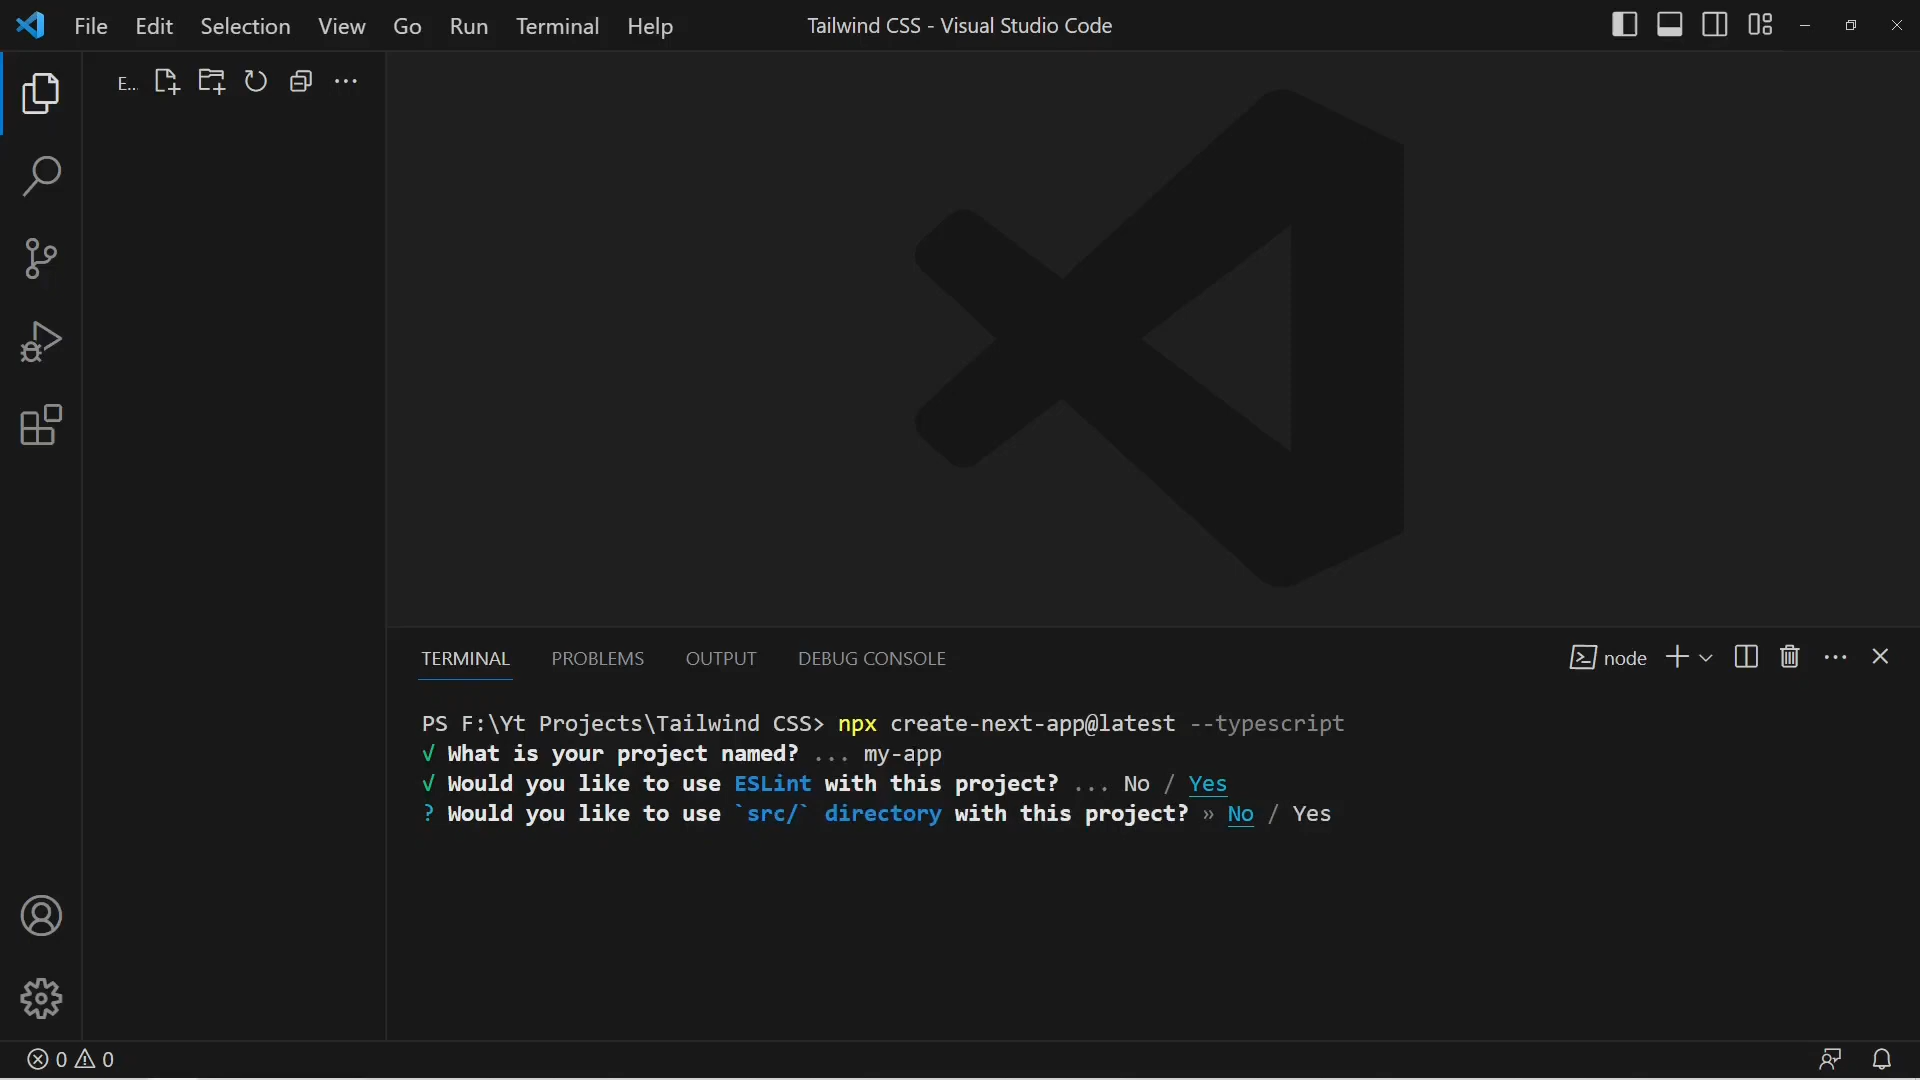 File Edit Selection View Go Run Terminal Help Tailwind CSS - Visual Studio Code
E...
TERMINAL PROBLEMS OUTPUT DEBUG CONSOLE node
PS F:\Yt Projects\Tailwind CSS> npx create-next-app@latest --typescript
√ What is your project named? ... my-app
√ Would you like to use ESLint with this project? ... No / Yes
? Would you like to use `src/` directory with this project? » No / Yes
0 0